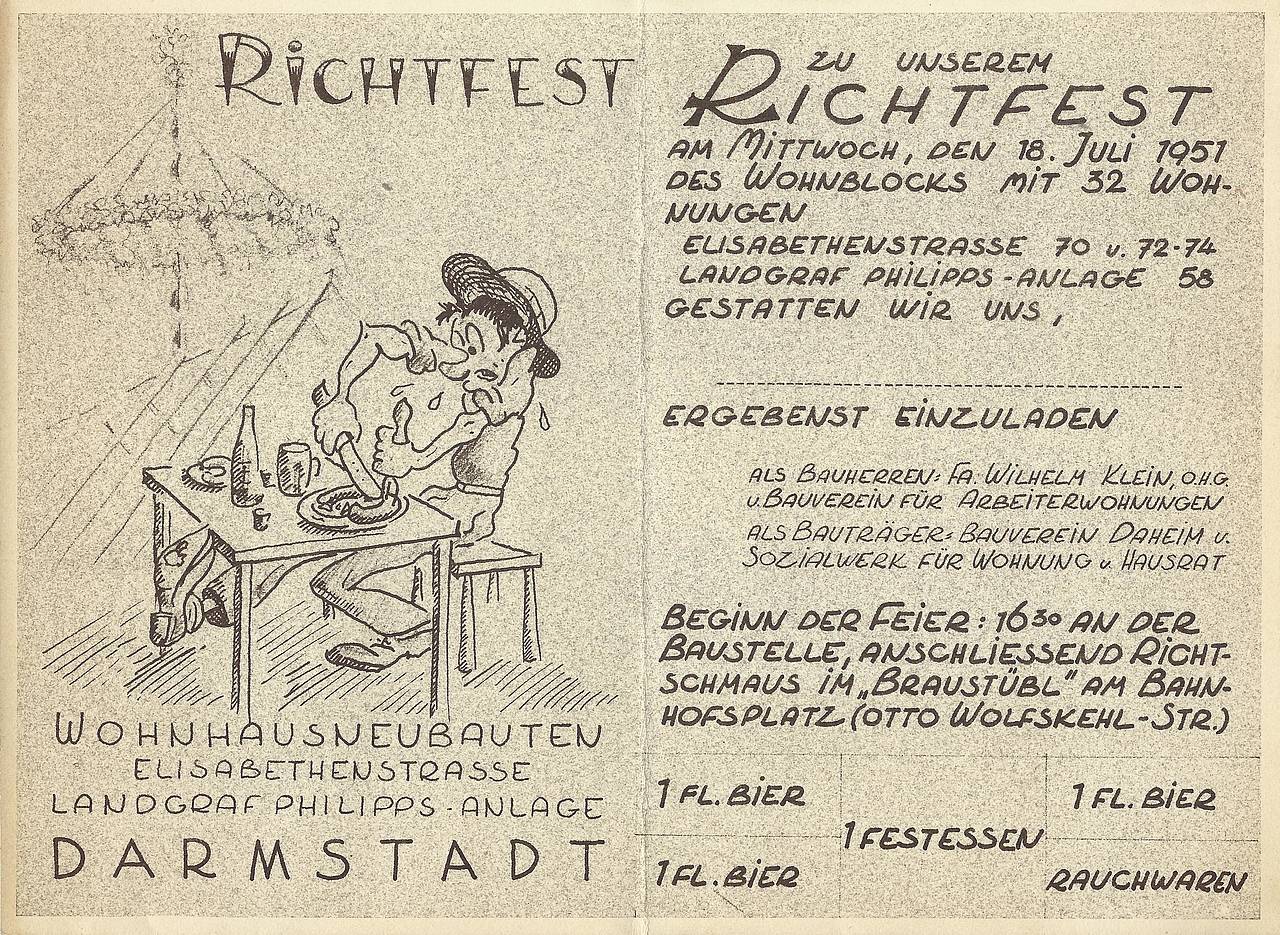 RICHTFEST
WOHNHAUSNEUBAUTEN
ELISABETHENSTRASSE
LANDGRAF PHILIPPS-ANLAGE
DARMSTADT
ZU UNSEREM
RICHTFEST
AM MITTWOCH, DEN 18. JULI 1951
DES WOHNBLOCKS MIT 32 WOH-
NUNGEN
ELISABETHENSTRASSE 70 u. 72-74
LANDGRAF PHILIPPS-ANLAGE 58
GESTATTEN WIR UNS,
ERGEBENST EINZULADEN
ALS BAUHERREN: FA. WILHELM KLEIN, O.H.G.
u. BAUVEREIN FÜR ARBEITERWOHNUNGEN
ALS BAUTRÄGER: BAUVEREIN DAHEIM u.
SOZIALWERK FÜR WOHNUNG u. HAUSRAT
BEGINN DER FEIER: 16³⁰ AN DER
BAUSTELLE, ANSCHLIESSEND RICHT-
SCHMAUS IM „BRAUSTÜBL" AM BAHN-
HOFSPLATZ (OTTO WOLFSKEHL-STR.)
1 FL. BIER
1 FL. BIER
1 FESTESSEN
1 FL. BIER
RAUCHWAREN